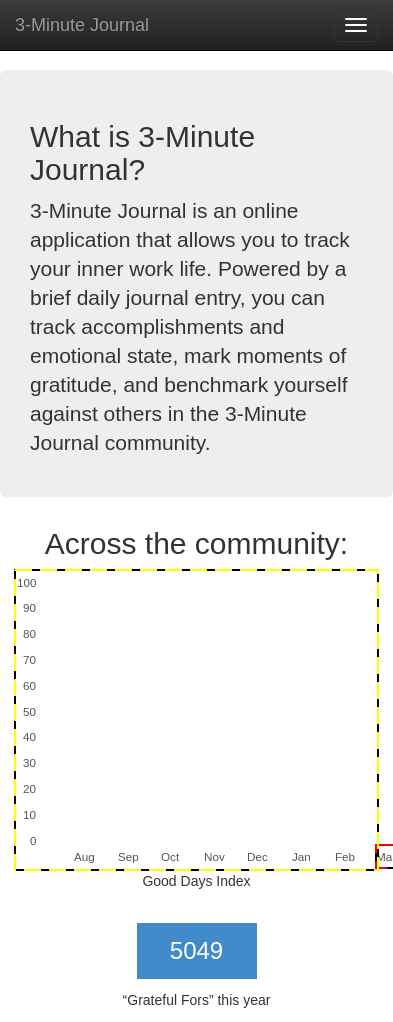 3-Minute Journal
What is 3-Minute
Journal?
3-Minute Journal is an online
application that allows you to track
your inner work life. Powered by a
brief daily journal entry, you can
track accomplishments and
emotional state, mark moments of
gratitude, and benchmark yourself
against others in the 3-Minute
Journal community.
Across the community:
100
90
80
70
60
50
40
30
20
10
0
Aug Sep Oct Nov Dec Jan Feb Ma
Good Days Index
5049
“Grateful Fors” this year